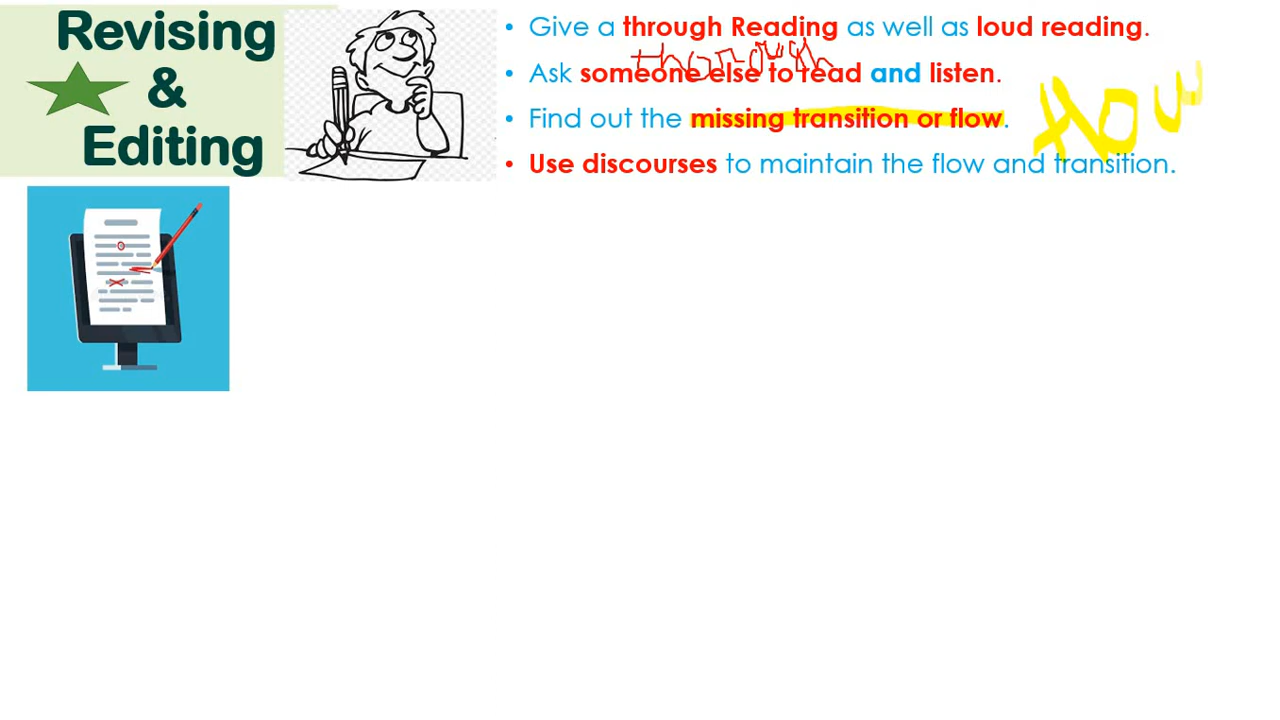 Revising
&
Editing
• Give a through Reading as well as loud reading.
thorough
• Ask someone else to read and listen.
• Find out the missing transition or flow.
How
• Use discourses to maintain the flow and transition.